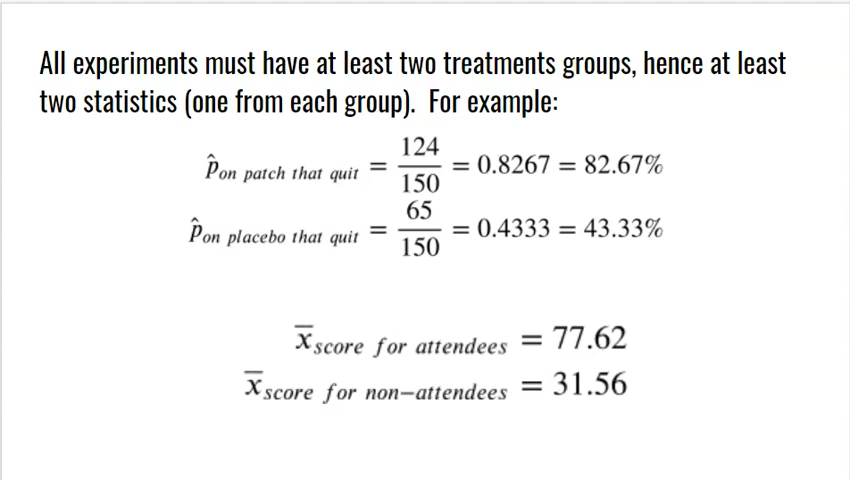 All experiments must have at least two treatments groups, hence at least
two statistics (one from each group). For example:
p̂ on patch that quit = 124/150 = 0.8267 = 82.67%
p̂ on placebo that quit = 65/150 = 0.4333 = 43.33%
x̅ score for attendees = 77.62
x̅ score for non−attendees = 31.56